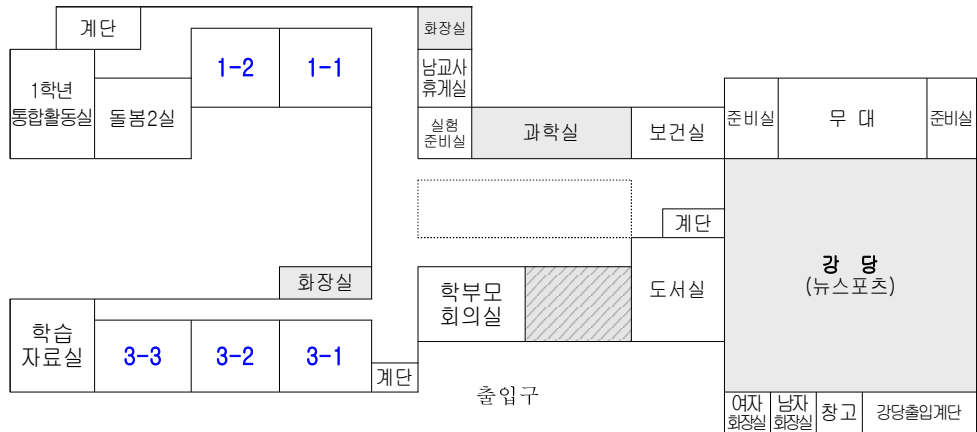 계단
화장실
1-2
1-1
1학년
통합활동실
돌봄2실
남교사
휴게실
실험
준비실
과학실
보건실
준비실
무 대
준비실
계단
강 당
(뉴스포츠)
화장실
학부모
회의실
도서실
학습
자료실
3-3
3-2
3-1
계단
출입구
여자
화장실
남자
화장실
창고
강당출입계단